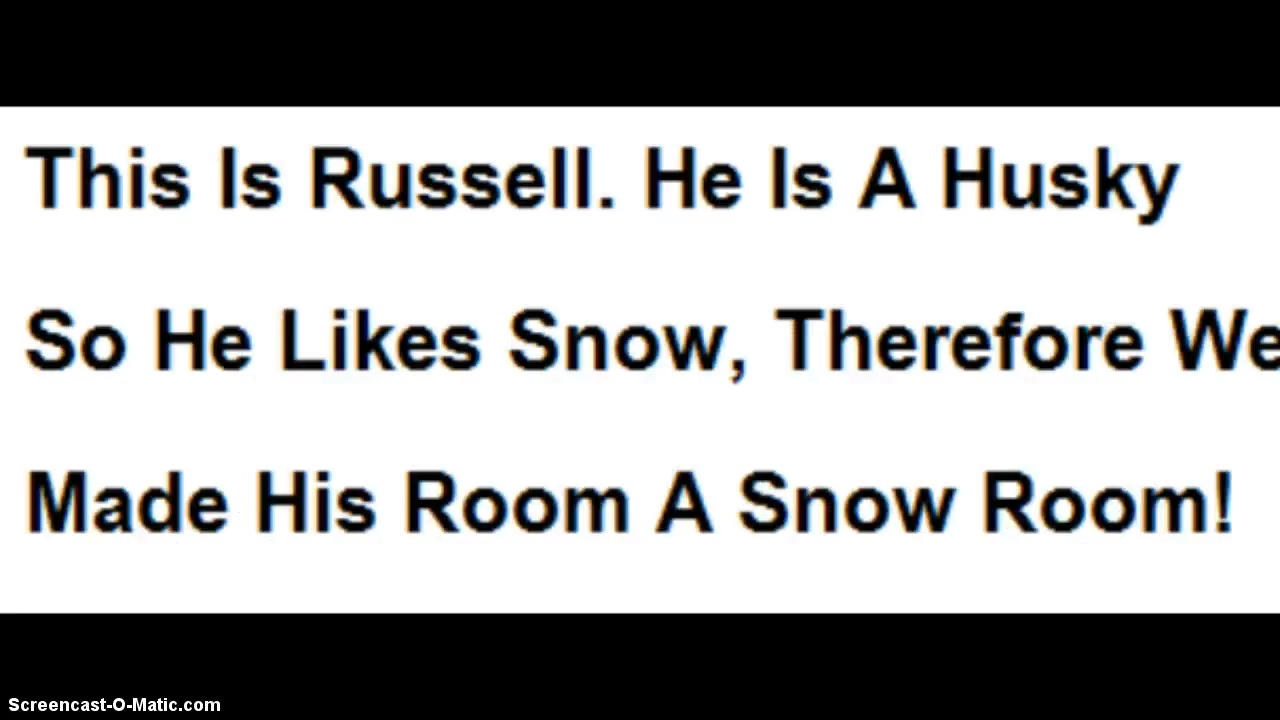 This Is Russell. He Is A Husky
So He Likes Snow, Therefore We
Made His Room A Snow Room!
Screencast-O-Matic.com